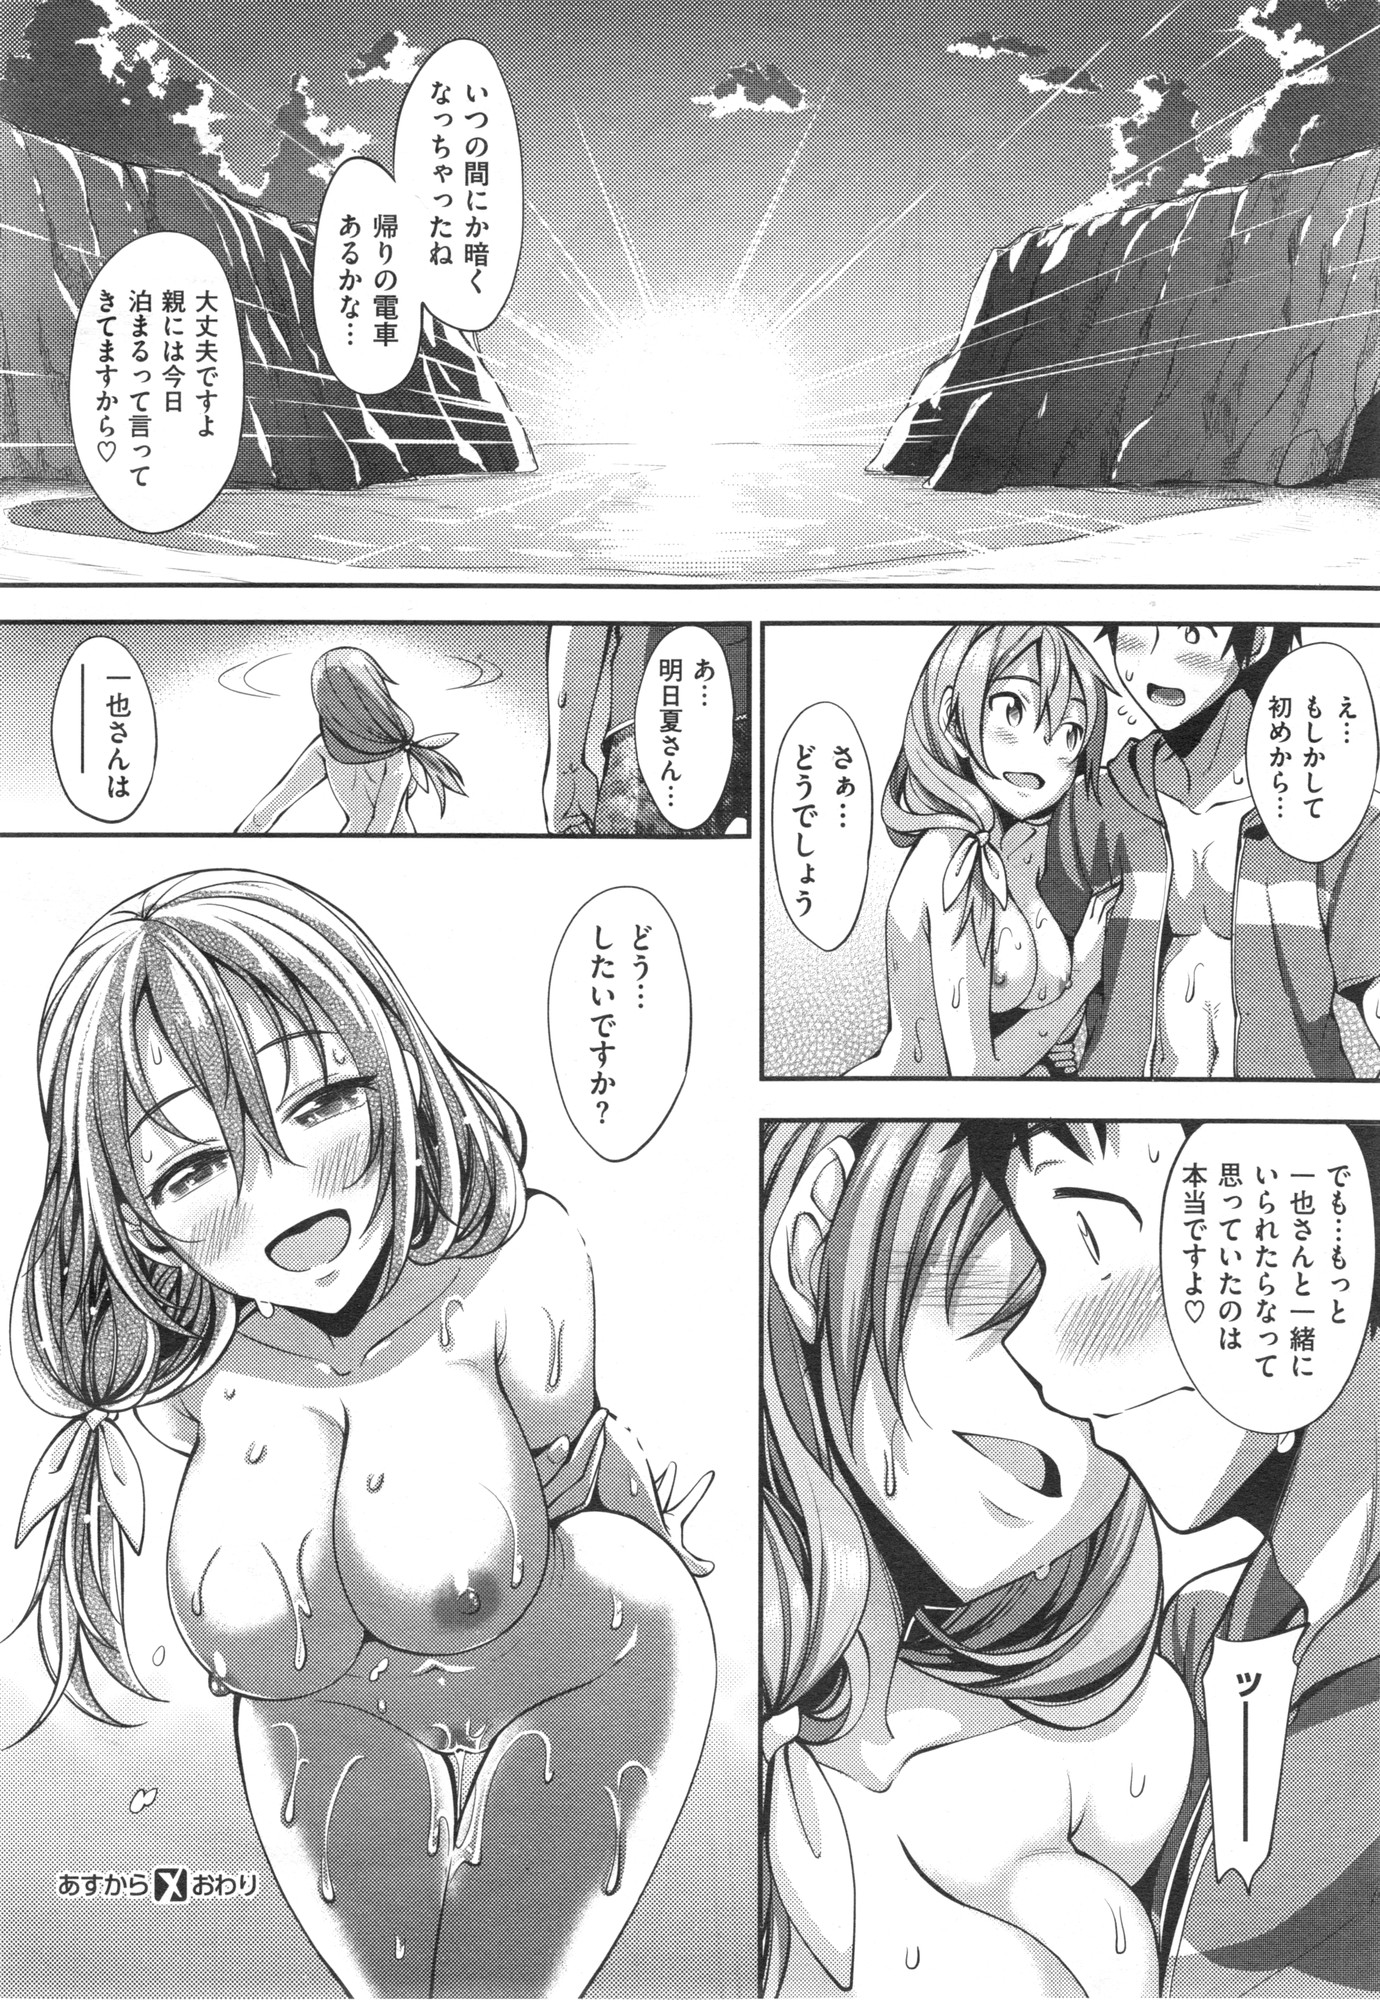 いつの間にか暗く
なっちゃったね
帰りの電車
あるかな…
大丈夫ですよ
親には今日
泊まるって言って
きてますから♡
え…
もしかして
初めから…
さぁ…
どうでしょう
でも…もっと
一也さんと一緒に
いられたらなって
思っていたのは
本当ですよ♡
ッ――
あ…
明日夏さん…
一也さんは
――
どう…
したいですか？
あすから X おわり